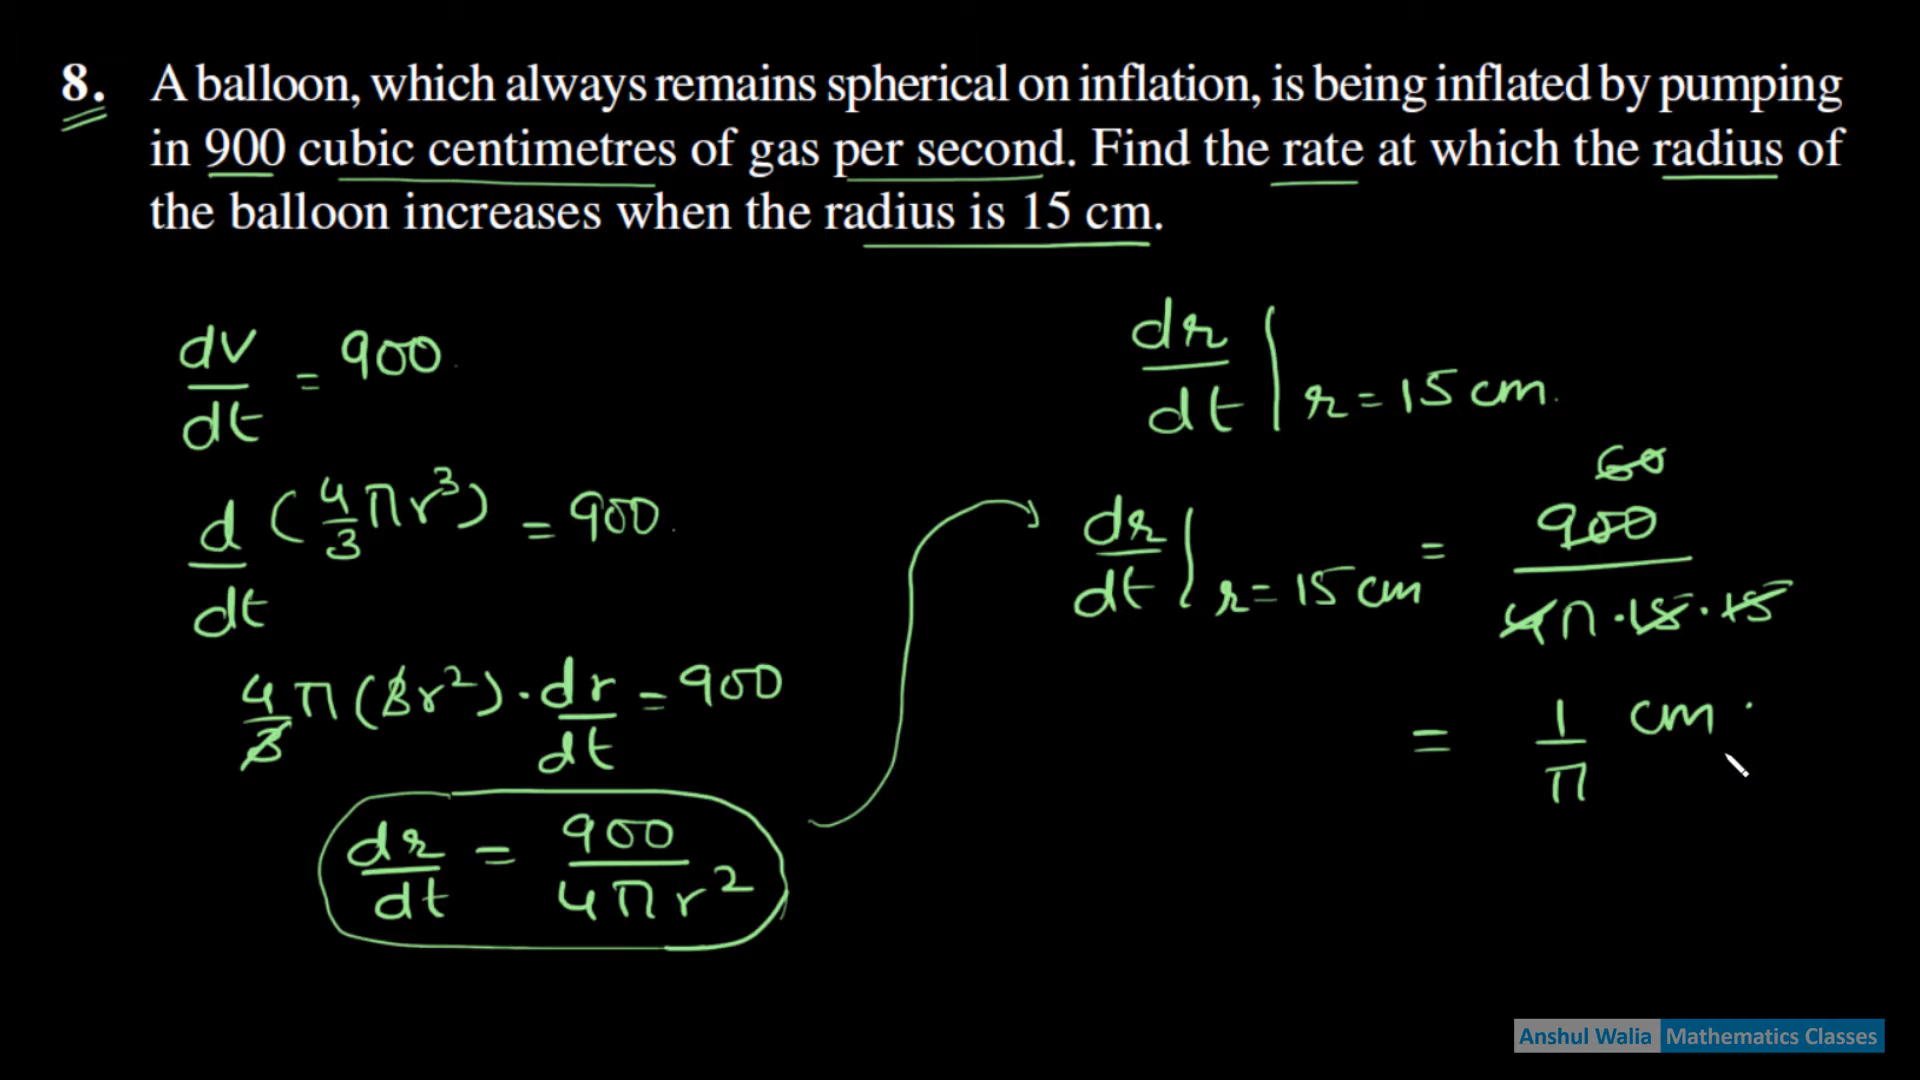 8. A balloon, which always remains spherical on inflation, is being inflated by pumping
in 900 cubic centimetres of gas per second. Find the rate at which the radius of
the balloon increases when the radius is 15 cm.
dV/dt = 900
d/dt (4/3 πr³) = 900
4/3 π(3r²) · dr/dt = 900
dr/dt = 900/4πr²
dr/dt | r = 15 cm.
60
dr/dt | r = 15 cm = 900/4π·15·15
= 1/π cm
Anshul Walia Mathematics Classes